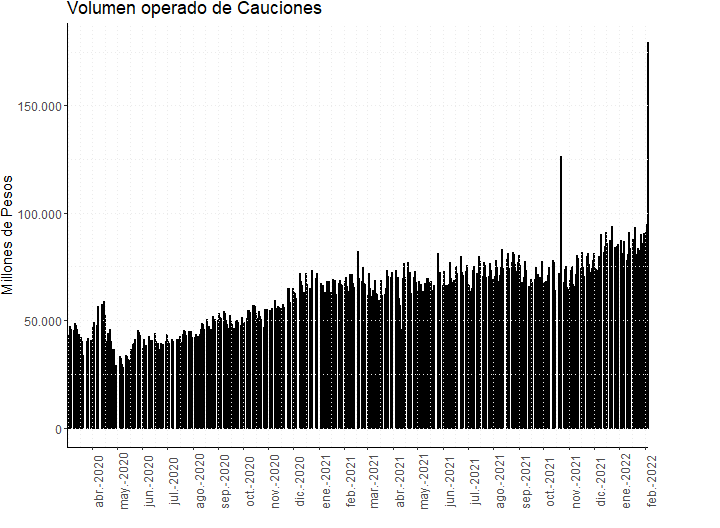 Volumen operado de Cauciones
Millones de Pesos
150.000
100.000
50.000
0
abr.-2020
may.-2020
jun.-2020
jul.-2020
ago.-2020
sep.-2020
oct.-2020
nov.-2020
dic.-2020
ene.-2021
feb.-2021
mar.-2021
abr.-2021
may.-2021
jun.-2021
jul.-2021
ago.-2021
sep.-2021
oct.-2021
nov.-2021
dic.-2021
ene.-2022
feb.-2022